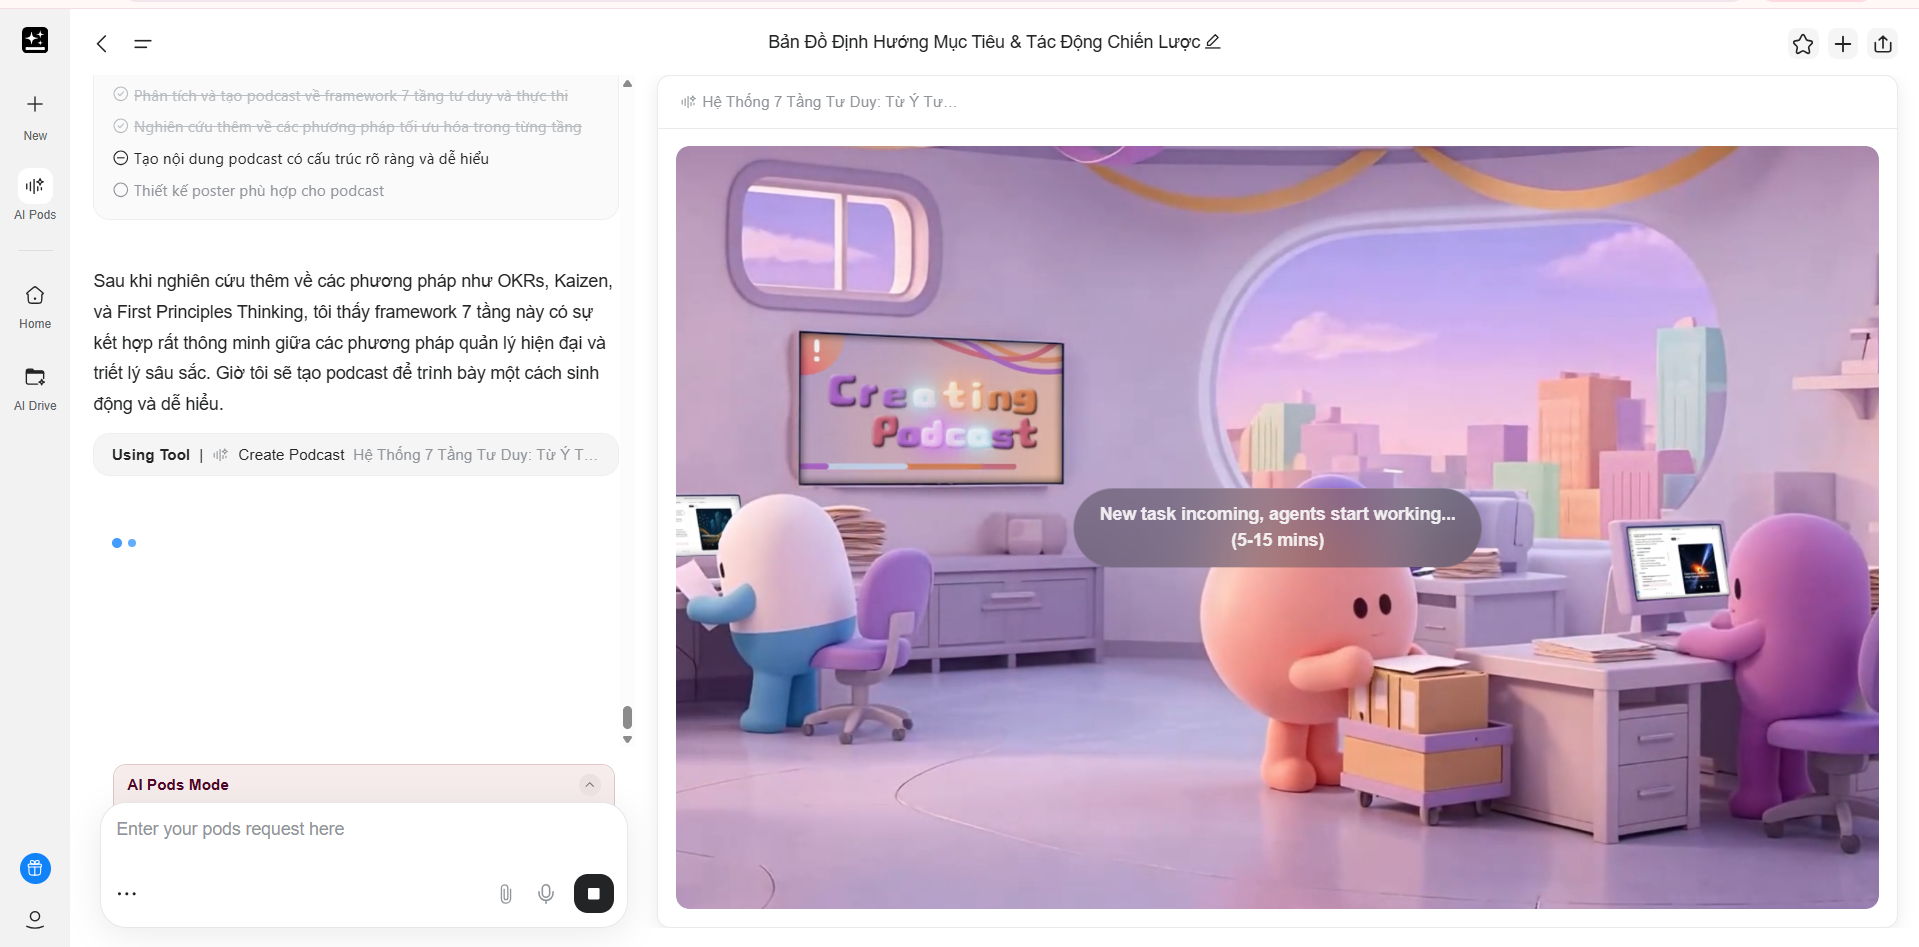 Bản Đồ Định Hướng Mục Tiêu & Tác Động Chiến Lược
New
AI Pods
Home
AI Drive
Phân tích và tạo podcast về framework 7 tầng tư duy và thực thi
Nghiên cứu thêm về các phương pháp tối ưu hóa trong từng tầng
Tạo nội dung podcast có cấu trúc rõ ràng và dễ hiểu
Thiết kế poster phù hợp cho podcast
Sau khi nghiên cứu thêm về các phương pháp như OKRs, Kaizen,
và First Principles Thinking, tôi thấy framework 7 tầng này có sự
kết hợp rất thông minh giữa các phương pháp quản lý hiện đại và
triết lý sâu sắc. Giờ tôi sẽ tạo podcast để trình bày một cách sinh
động và dễ hiểu.
Using Tool | Create Podcast Hệ Thống 7 Tầng Tư Duy: Từ Ý T...
AI Pods Mode
Enter your pods request here
Hệ Thống 7 Tầng Tư Duy: Từ Ý Tư...
!
Creating
Podcast
New task incoming, agents start working...
(5-15 mins)